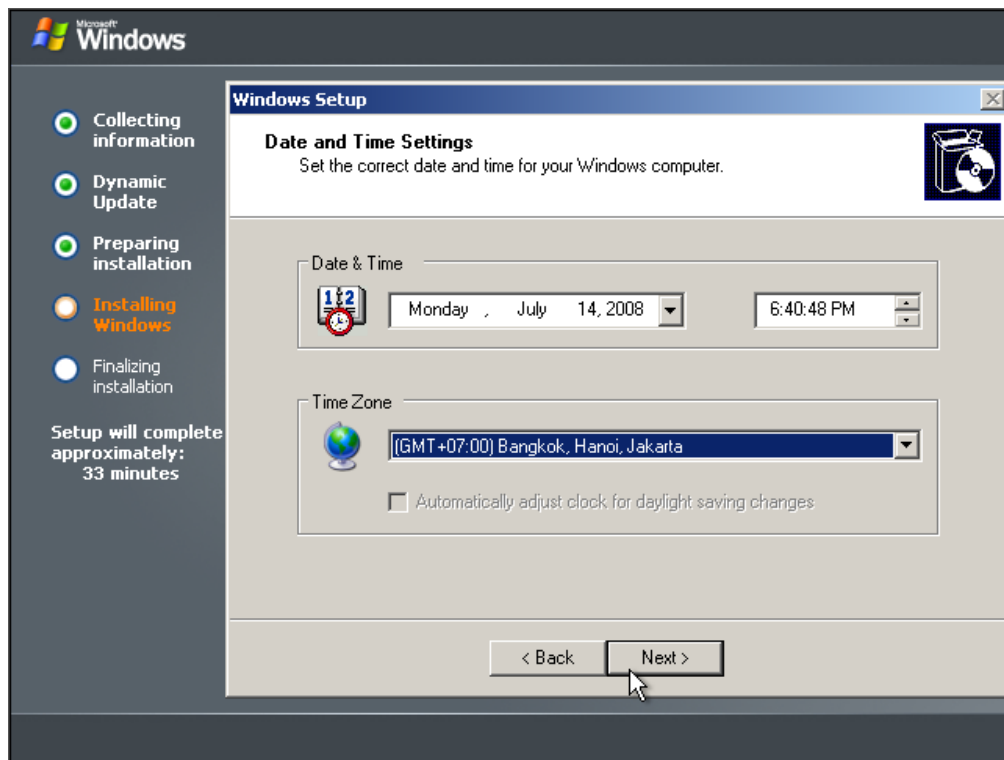 Microsoft
Windows
Collecting
information
Dynamic
Update
Preparing
installation
Installing
Windows
Finalizing
installation
Setup will complete
approximately:
33 minutes
Windows Setup
Date and Time Settings
Set the correct date and time for your Windows computer.
Date & Time
12
Monday , July 14, 2008
6:40:48 PM
Time Zone
(GMT+07:00) Bangkok, Hanoi, Jakarta
Automatically adjust clock for daylight saving changes
< Back
Next >